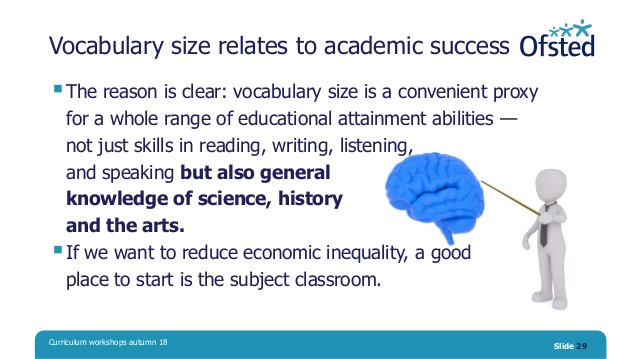 Vocabulary size relates to academic success
Ofsted
The reason is clear: vocabulary size is a convenient proxy
for a whole range of educational attainment abilities —
not just skills in reading, writing, listening,
and speaking but also general
knowledge of science, history
and the arts.
If we want to reduce economic inequality, a good
place to start is the subject classroom.
Curriculum workshops autumn 18
Slide 29